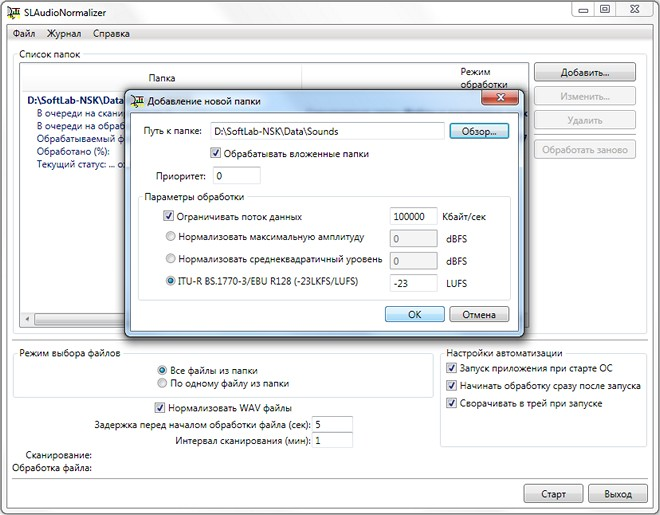 SLAudioNormalizer
Файл Журнал Справка
Список папок
Папка
Режим обработки
Добавить...
Изменить...
Удалить
Обработать заново
D:\SoftLab-NSK\Data
В очереди на скани
В очереди на обра
Обрабатываемый ф
Обработано (%):
Текущий статус: ... о
Добавление новой папки
Путь к папке: D:\SoftLab-NSK\Data\Sounds Обзор...
Обрабатывать вложенные папки
Приоритет: 0
Параметры обработки
Ограничивать поток данных 100000 Кбайт/сек
Нормализовать максимальную амплитуду 0 dBFS
Нормализовать среднеквадратичный уровень 0 dBFS
ITU-R BS.1770-3/EBU R128 (-23LKFS/LUFS) -23 LUFS
OK Отмена
Режим выбора файлов
Все файлы из папки
По одному файлу из папки
Нормализовать WAV файлы
Задержка перед началом обработки файла (сек): 5
Интервал сканирования (мин): 1
Настройки автоматизации
Запуск приложения при старте ОС
Начинать обработку сразу после запуска
Сворачивать в трей при запуске
Сканирование:
Обработка файла:
Старт Выход